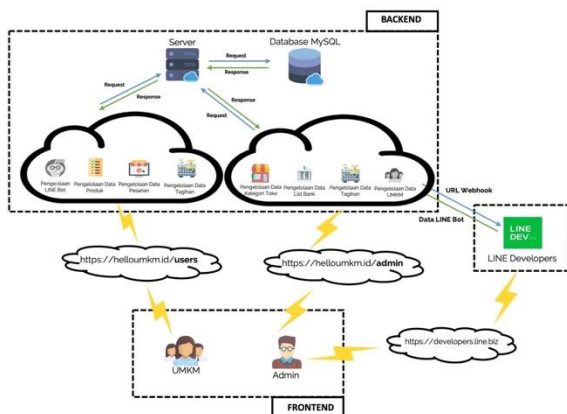 BACKEND
Server
Database MySQL
Request
Response
Request
Response
Response
Request
Pengelolaan
LINE Bot
Pengelolaan Data
Produk
Pengelolaan Data
Pesanan
Pengelolaan Data
Tagihan
Pengelolaan Data
Kategori Toko
Pengelolaan Data
List Bank
Pengelolaan Data
Tagihan
Pengelolaan Data
UMKM
URL Webhook
Data LINE Bot
LINE
DEV
LINE Developers
https://helloumkm.id/users
https://helloumkm.id/admin
https://developers.line.biz
UMKM
Admin
FRONTEND